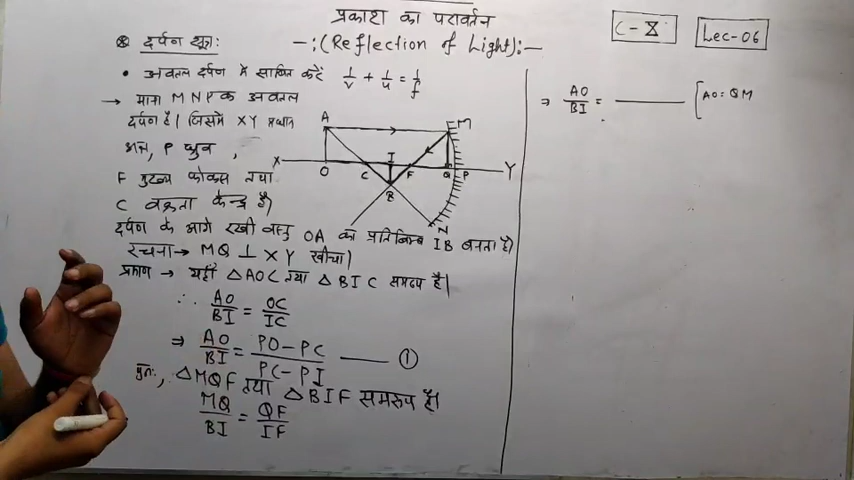 प्रकाश का परावर्तन
C-X
Lec-06
⊛ दर्पण सूत्र:
-:(Reflection of Light):-
• अवतल दर्पण में साबित करें 1/v + 1/u = 1/f
→ माना MNPक अवतल
दर्पण है। जिसमें XY प्रधान
अक्ष, P ध्रुव ,
F मुख्य फोकस तथा
C वक्रता केन्द्र है।
दर्पण के आगे रखी वस्तु OA का प्रतिबिम्ब IB बनता है।
रचना → MQ ⊥ XY खींचा।
प्रमाण → यहाँ △AOC तथा △BIC समरूप है।
∴ AO/BI = OC/IC
⇒ AO/BI = PO-PC/PC-PI —— ①
पुनः, △MQF तथा △BIF समरूप है।
MQ/BI = QF/IF
A
M
X
O
C
I
F
Q
P
Y
B
N
⇒ AO/BI = ——— [AO=QM